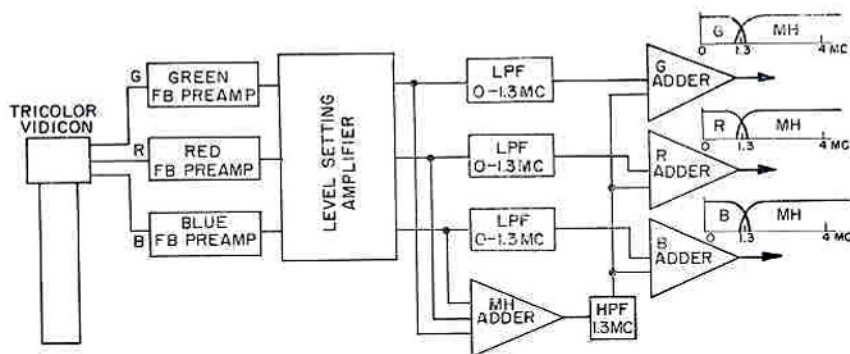 TRICOLOR
VIDICON
G
R
B
GREEN
FB PREAMP
RED
FB PREAMP
BLUE
FB PREAMP
LEVEL SETTING
AMPLIFIER
LPF
0-1.3MC
LPF
0-1.3MC
LPF
0-1.3MC
MH
ADDER
HPF
1.3MC
G
ADDER
R
ADDER
B
ADDER
G
MH
0
1.3
4 MC
R
MH
0
1.3
4 MC
B
MH
0
1.3
4 MC